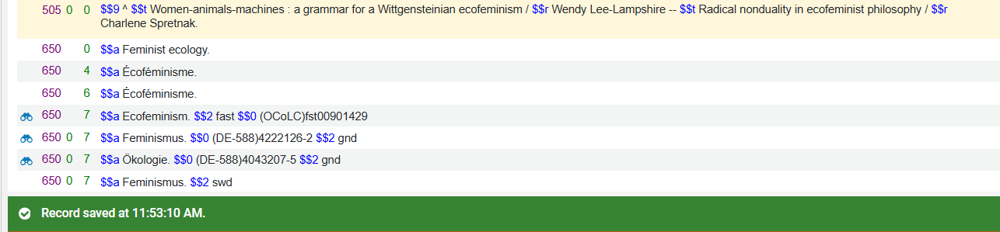 505 0 0 $$9 ^ $$t Women-animals-machines : a grammar for a Wittgensteinian ecofeminism / $$r Wendy Lee-Lampshire -- $$t Radical nonduality in ecofeminist philosophy / $$r
Charlene Spretnak.
650 0 $$a Feminist ecology.
650 4 $$a Écoféminisme.
650 6 $$a Écoféminisme.
650 7 $$a Ecofeminism. $$2 fast $$0 (OCoLC)fst00901429
650 0 7 $$a Feminismus. $$0 (DE-588)4222126-2 $$2 gnd
650 0 7 $$a Ökologie. $$0 (DE-588)4043207-5 $$2 gnd
650 0 7 $$a Feminismus. $$2 swd
Record saved at 11:53:10 AM.